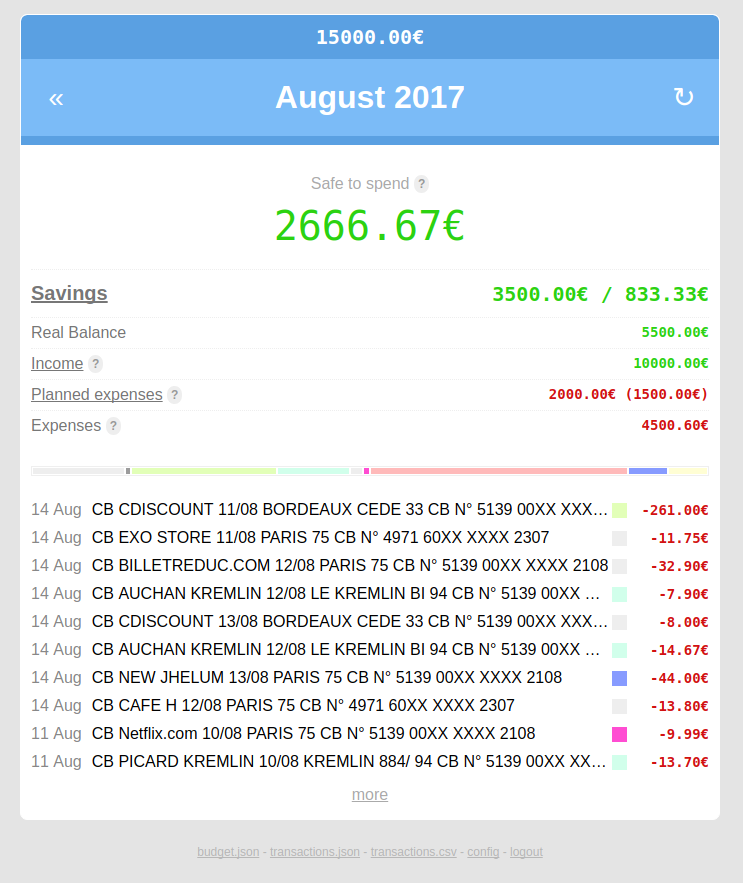 15000.00€
« August 2017 ↻
Safe to spend ?
2666.67€
Savings 3500.00€ / 833.33€
Real Balance 5500.00€
Income ? 10000.00€
Planned expenses ? 2000.00€ (1500.00€)
Expenses ? 4500.60€
14 Aug CB CDISCOUNT 11/08 BORDEAUX CEDE 33 CB N° 5139 00XX XXX... -261.00€
14 Aug CB EXO STORE 11/08 PARIS 75 CB N° 4971 60XX XXXX 2307 -11.75€
14 Aug CB BILLETREDUC.COM 12/08 PARIS 75 CB N° 5139 00XX XXXX 2108 -32.90€
14 Aug CB AUCHAN KREMLIN 12/08 LE KREMLIN BI 94 CB N° 5139 00XX ... -7.90€
14 Aug CB CDISCOUNT 13/08 BORDEAUX CEDE 33 CB N° 5139 00XX XXX... -8.00€
14 Aug CB AUCHAN KREMLIN 12/08 LE KREMLIN BI 94 CB N° 5139 00XX ... -14.67€
14 Aug CB NEW JHELUM 13/08 PARIS 75 CB N° 5139 00XX XXXX 2108 -44.00€
14 Aug CB CAFE H 12/08 PARIS 75 CB N° 4971 60XX XXXX 2307 -13.80€
11 Aug CB Netflix.com 10/08 PARIS 75 CB N° 5139 00XX XXXX 2108 -9.99€
11 Aug CB PICARD KREMLIN 10/08 KREMLIN 884/ 94 CB N° 5139 00XX XX... -13.70€
more
budget.json - transactions.json - transactions.csv - config - logout